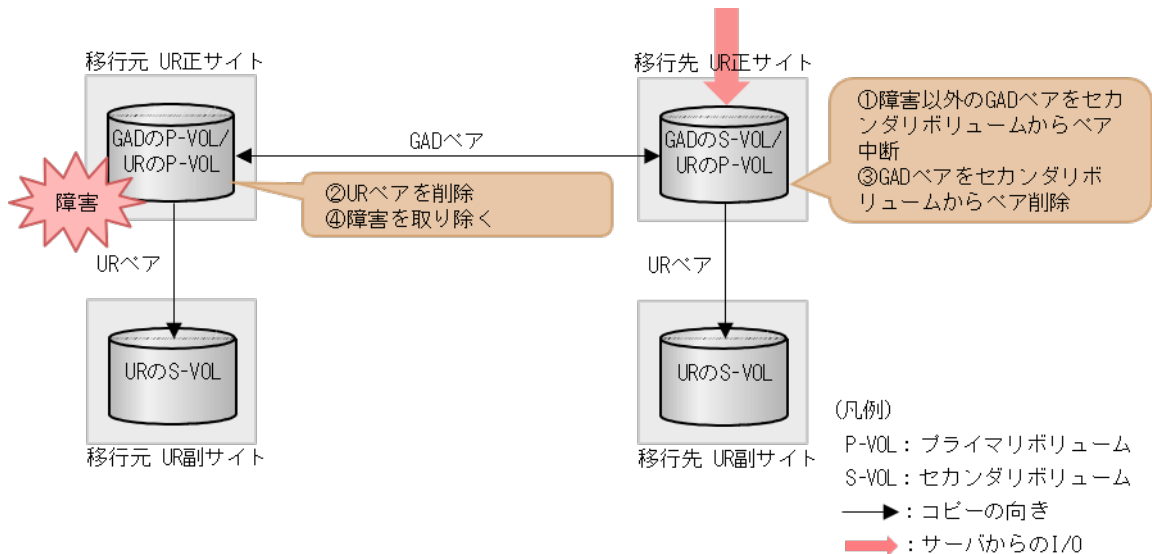 移行元 UR正サイト
移行先 UR正サイト
GADのP-VOL/
URのP-VOL
GADペア
GADのS-VOL/
URのP-VOL
①障害以外のGADペアをセカ
ンダリボリュームからペア
中断
③GADペアをセカンダリボ
リュームからペア削除
障害
②URペアを削除
④障害を取り除く
URペア
URペア
URのS-VOL
URのS-VOL
移行元 UR副サイト
移行先 UR副サイト
(凡例)
P-VOL：プライマリボリューム
S-VOL：セカンダリボリューム
：コピーの向き
：サーバからのI/O